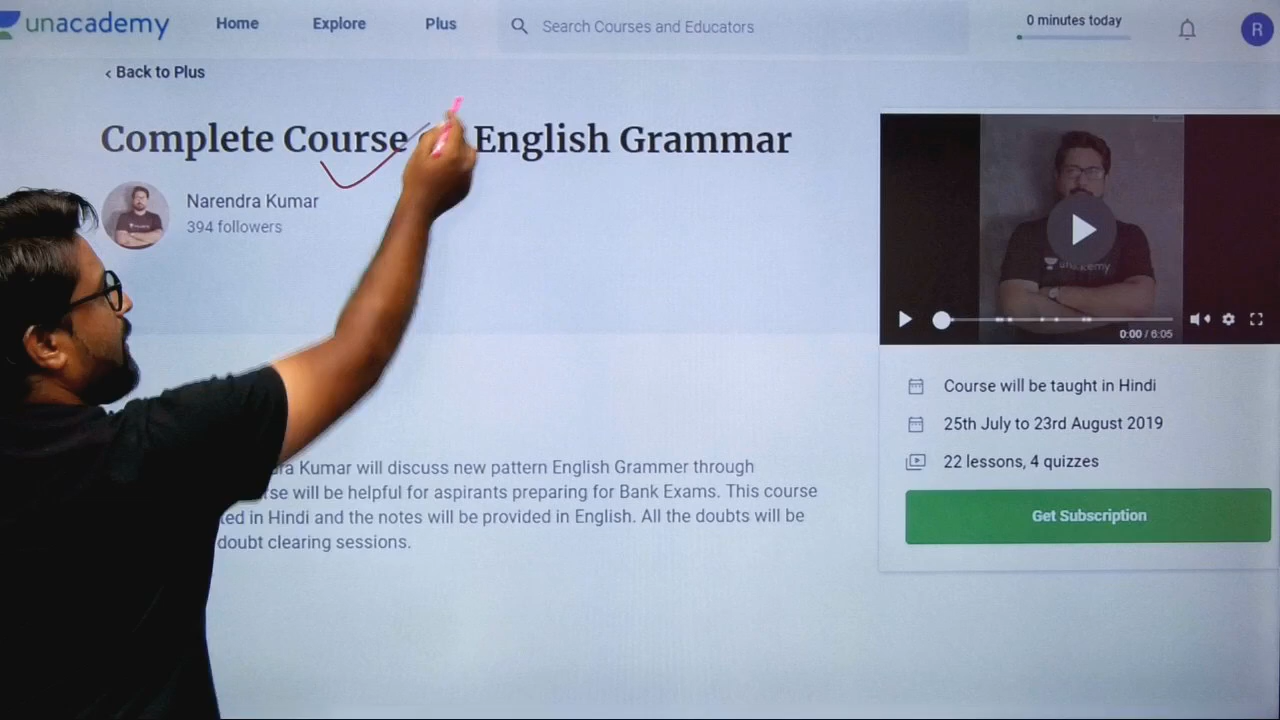 unacademy
Home
Explore
Plus
Search Courses and Educators
0 minutes today
R
‹ Back to Plus
Complete Course English Grammar
Narendra Kumar
394 followers
unacademy
0:00 / 6:05
Course will be taught in Hindi
25th July to 23rd August 2019
22 lessons, 4 quizzes
Get Subscription
Kumar will discuss new pattern English Grammer through
will be helpful for aspirants preparing for Bank Exams. This course
in Hindi and the notes will be provided in English. All the doubts will be
doubt clearing sessions.